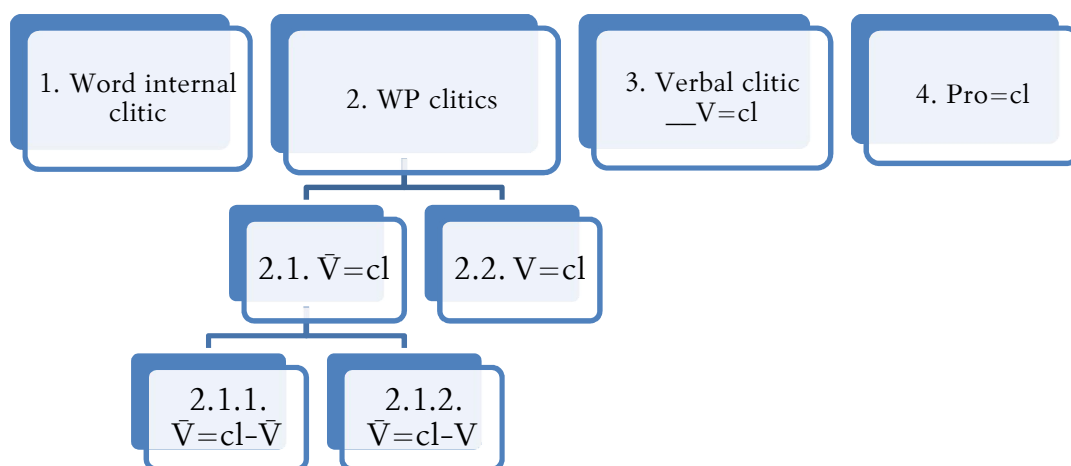 1. Word internal
clitic
2. WP clitics
3. Verbal clitic
__V=cl
4. Pro=cl
2.1. V̄=cl
2.2. V=cl
2.1.1.
V̄=cl-V̄
2.1.2.
V̄=cl-V